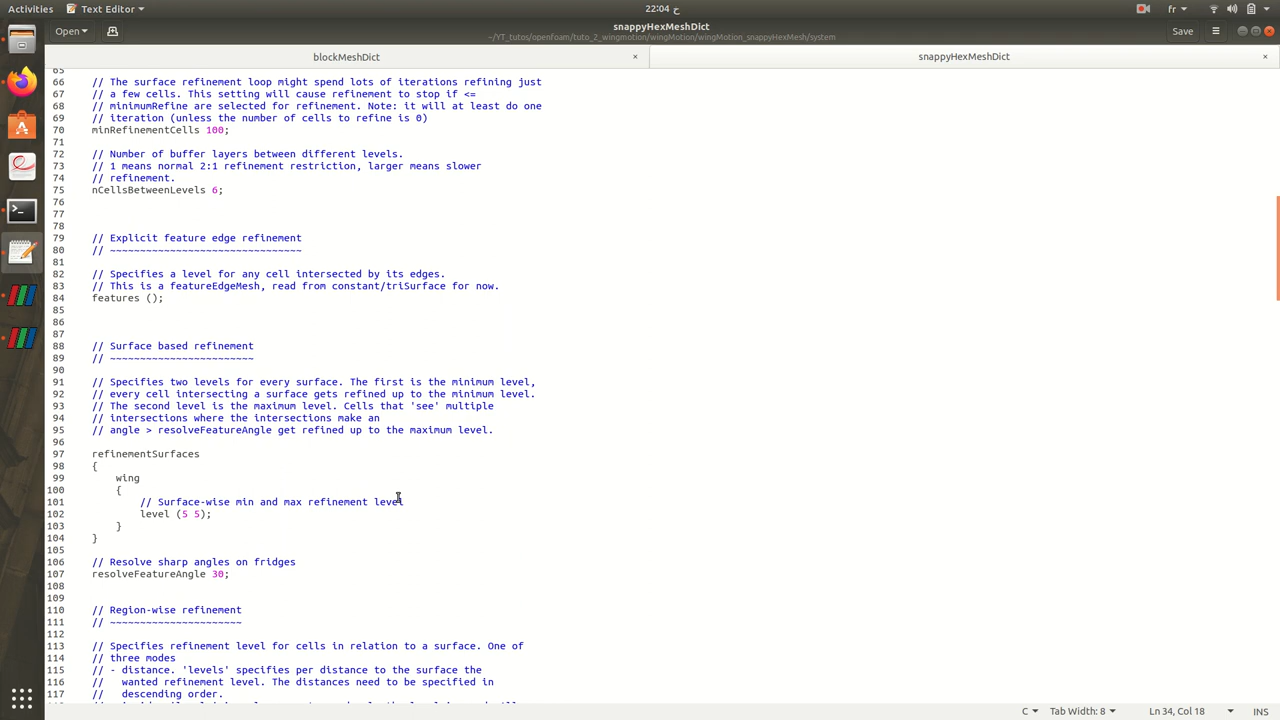 Activities
Text Editor
22:04 ح
fr
Open
snappyHexMeshDict
~/YT_tutos/openfoam/tuto_2_wingmotion/wingMotion/wingMotion_snappyHexMesh/system
Save
blockMeshDict ×
snappyHexMeshDict ×
65
66 // The surface refinement loop might spend lots of iterations refining just
67 // a few cells. This setting will cause refinement to stop if <=
68 // minimumRefine are selected for refinement. Note: it will at least do one
69 // iteration (unless the number of cells to refine is 0)
70 minRefinementCells 100;
71
72 // Number of buffer layers between different levels.
73 // 1 means normal 2:1 refinement restriction, larger means slower
74 // refinement.
75 nCellsBetweenLevels 6;
76
77
78
79 // Explicit feature edge refinement
80 // ~~~~~~~~~~~~~~~~~~~~~~~~~~~~~~~~
81
82 // Specifies a level for any cell intersected by its edges.
83 // This is a featureEdgeMesh, read from constant/triSurface for now.
84 features ();
85
86
87
88 // Surface based refinement
89 // ~~~~~~~~~~~~~~~~~~~~~~~~
90
91 // Specifies two levels for every surface. The first is the minimum level,
92 // every cell intersecting a surface gets refined up to the minimum level.
93 // The second level is the maximum level. Cells that 'see' multiple
94 // intersections where the intersections make an
95 // angle > resolveFeatureAngle get refined up to the maximum level.
96
97 refinementSurfaces
98 {
99 wing
100 {
101 // Surface-wise min and max refinement level
102 level (5 5);
103 }
104 }
105
106 // Resolve sharp angles on fridges
107 resolveFeatureAngle 30;
108
109
110 // Region-wise refinement
111 // ~~~~~~~~~~~~~~~~~~~~~~
112
113 // Specifies refinement level for cells in relation to a surface. One of
114 // three modes
115 // - distance. 'levels' specifies per distance to the surface the
116 // wanted refinement level. The distances need to be specified in
117 // descending order.
C
Tab Width: 8
Ln 34, Col 18
INS